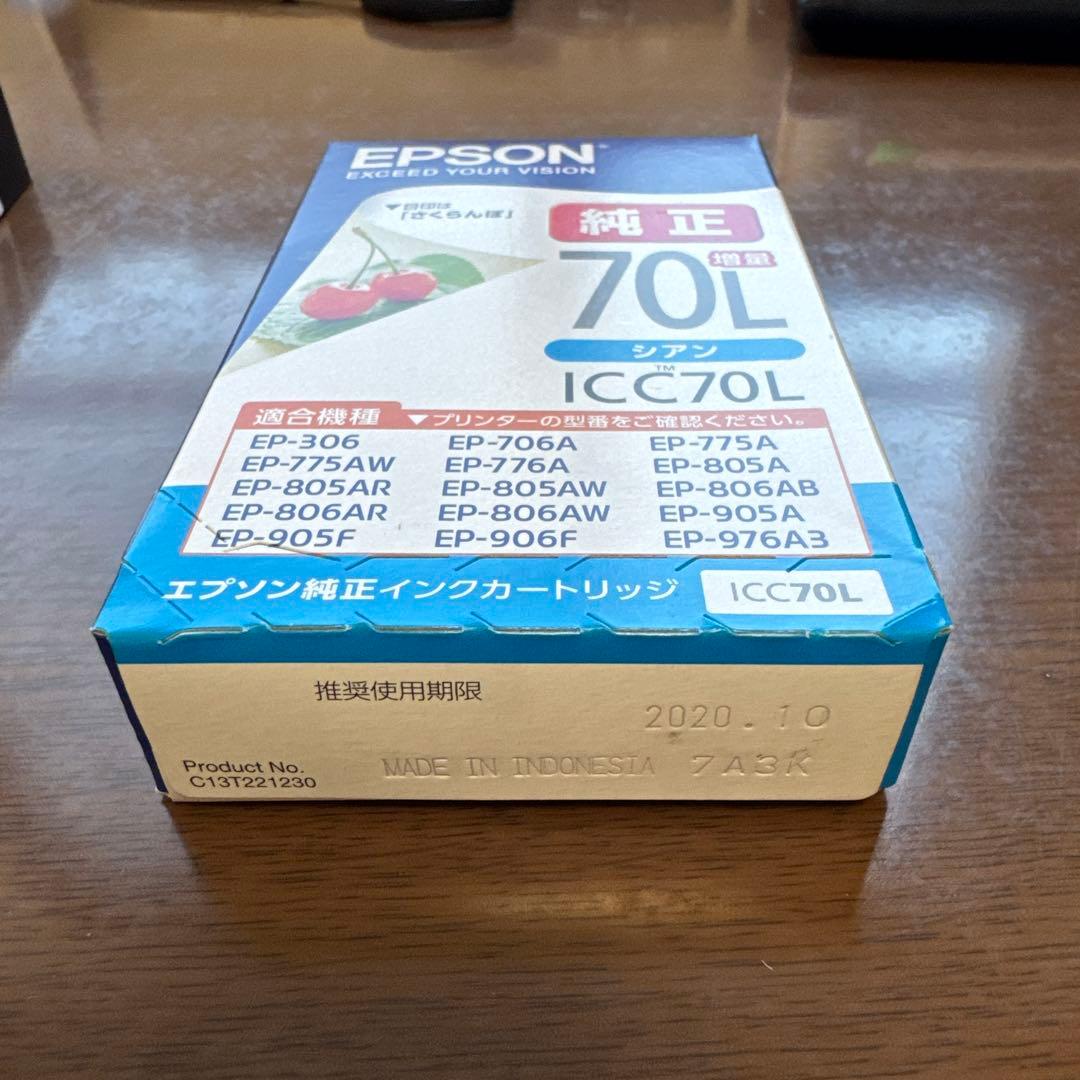 EPSON
EXCEED YOUR VISION
▼目印は
「さくらんぼ」
純正
増量
70L
シアン
ICC70L™
適合機種 ▼プリンターの型番をご確認ください。
EP-306 EP-706A EP-775A
EP-775AW EP-776A EP-805A
EP-805AR EP-805AW EP-806AB
EP-806AR EP-806AW EP-905A
EP-905F EP-906F EP-976A3
エプソン純正インクカートリッジ ICC70L
推奨使用期限
2020.10
Product No.
C13T221230
MADE IN INDONESIA 7A3K